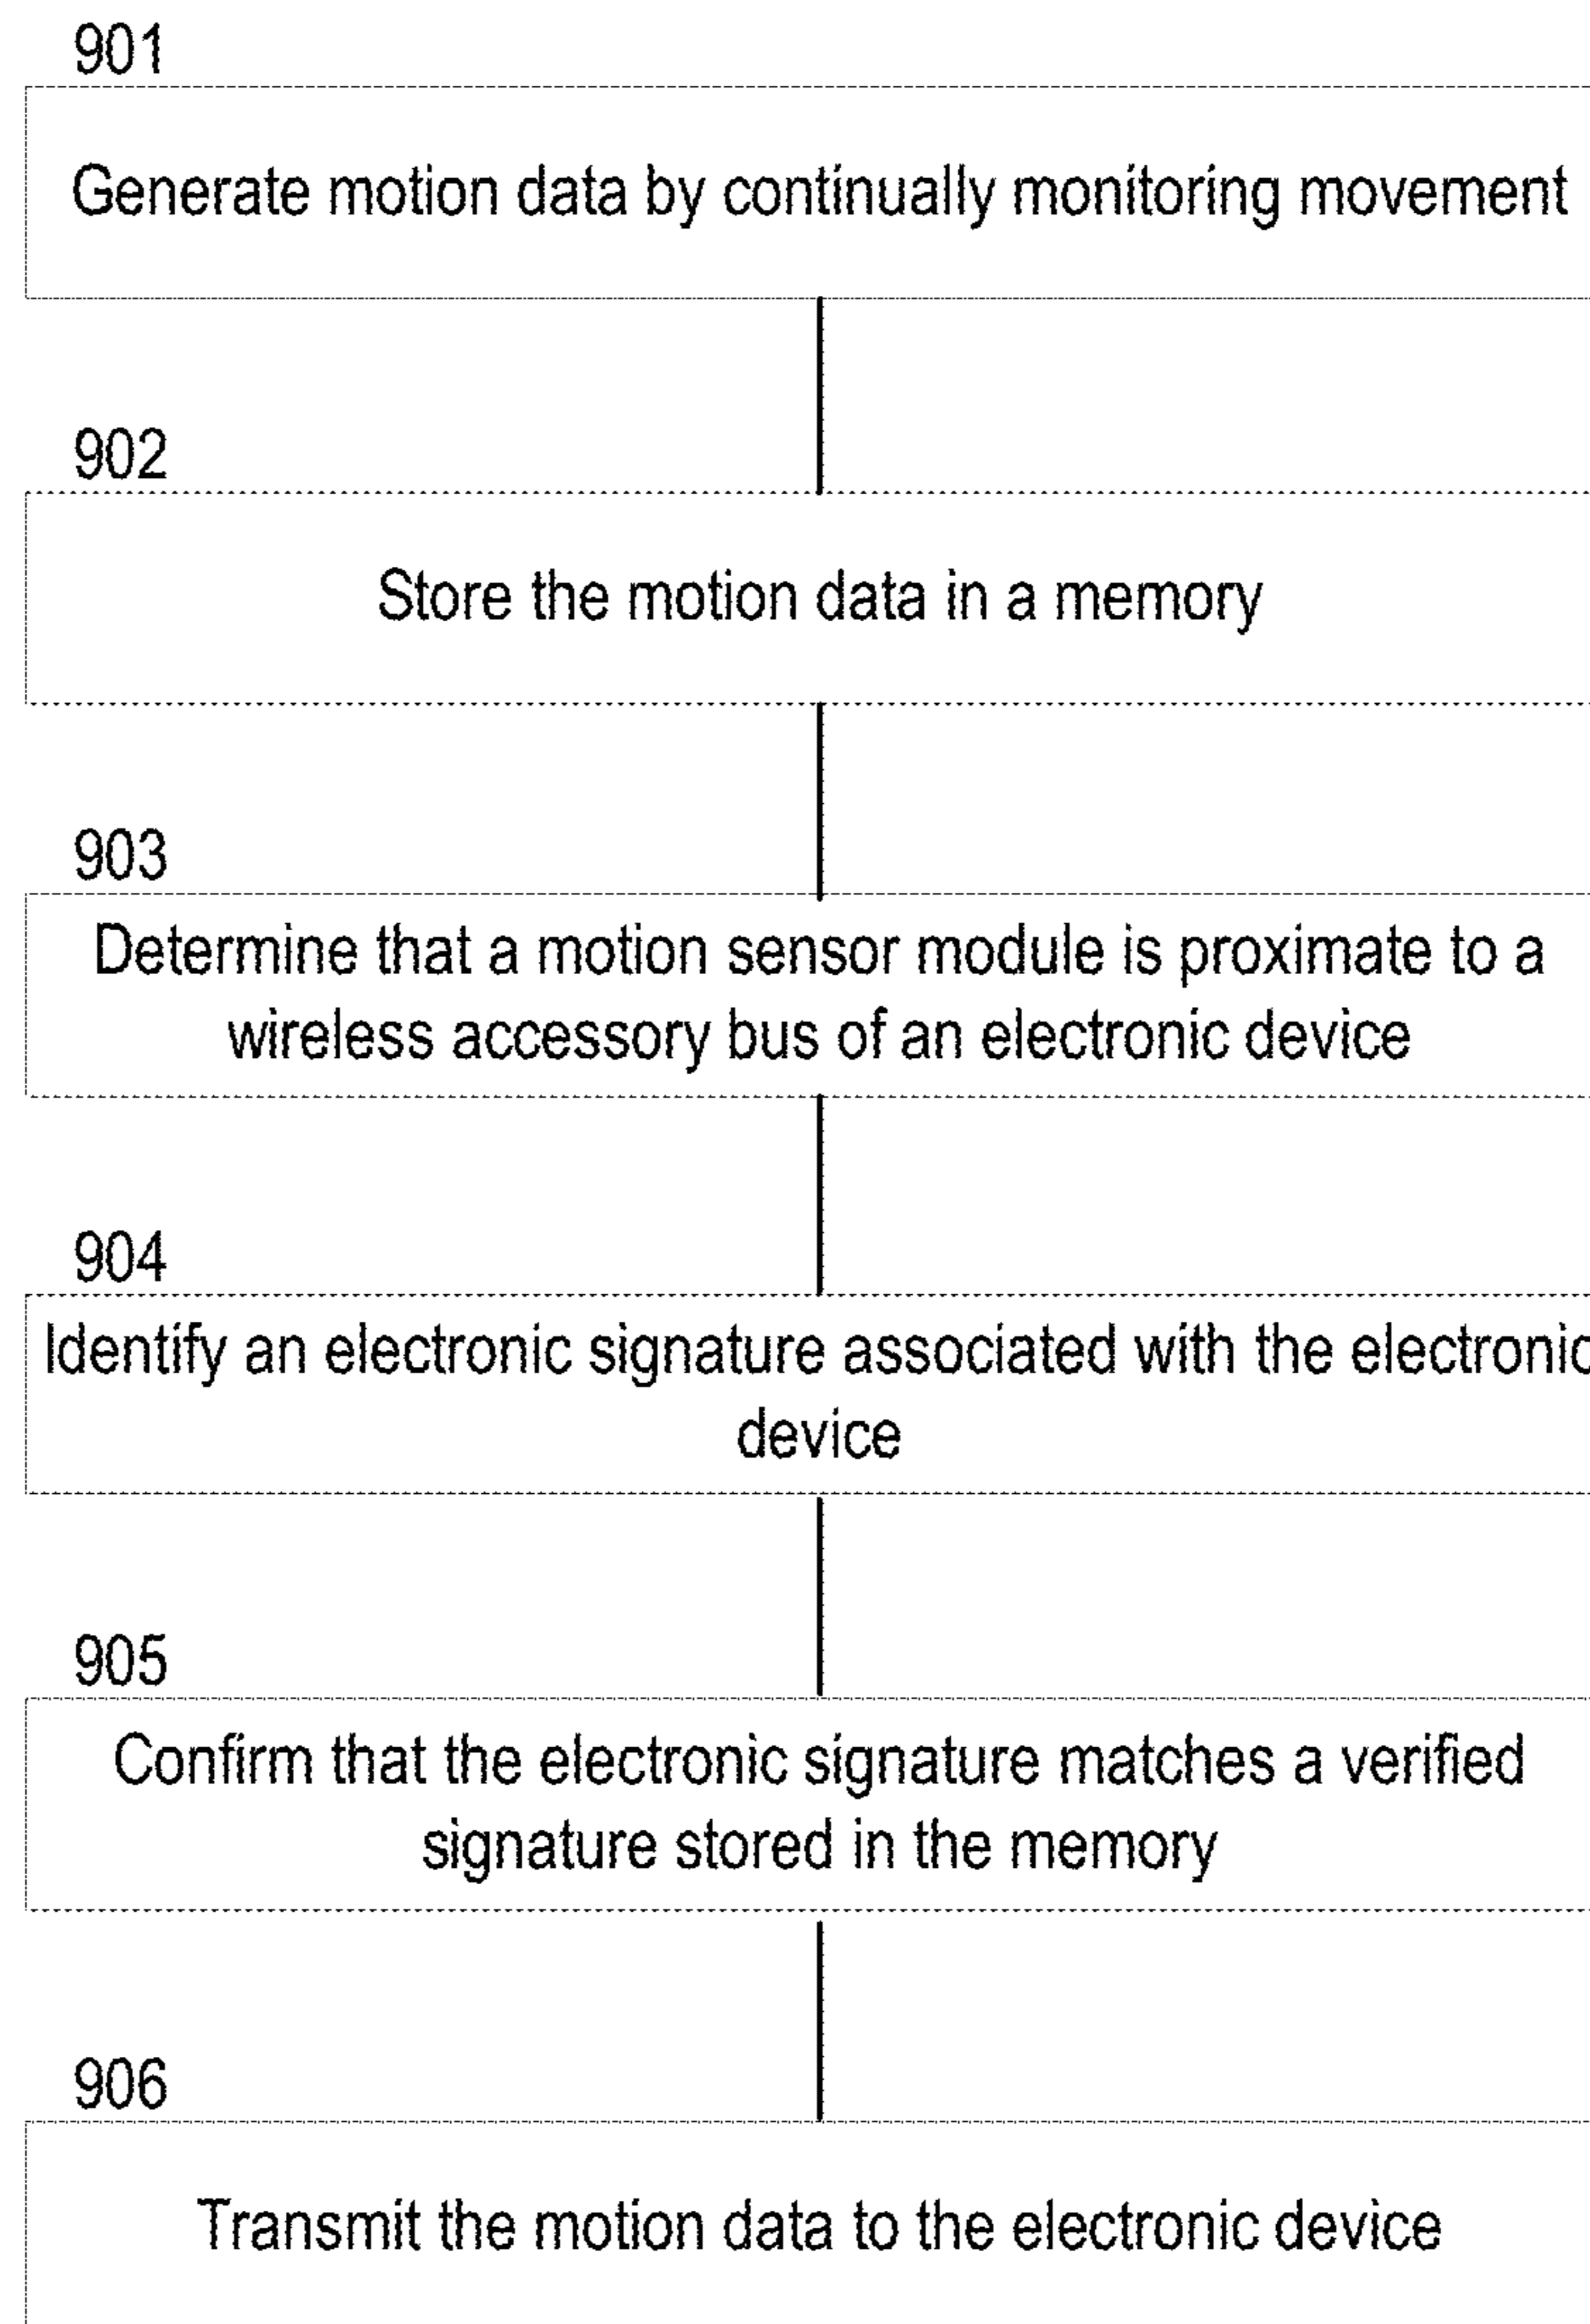 901
Generate motion data by continually monitoring movement
902
Store the motion data in a memory
903
Determine that a motion sensor module is proximate to a
wireless accessory bus of an electronic device
904
Identify an electronic signature associated with the electronic
device
905
Confirm that the electronic signature matches a verified
signature stored in the memory
906
Transmit the motion data to the electronic device